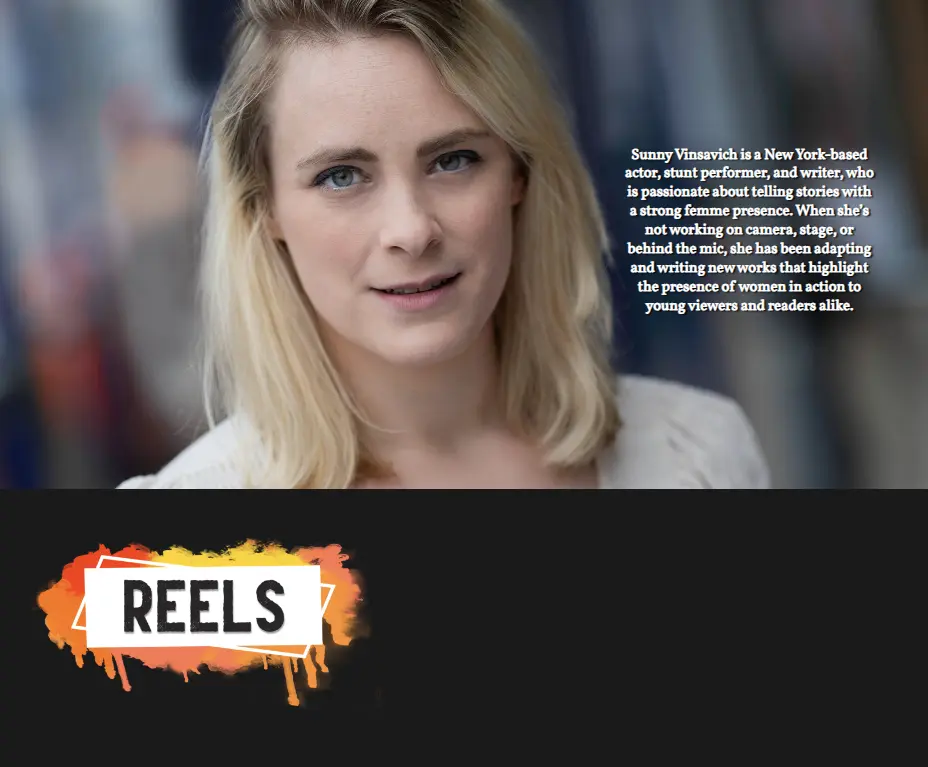 Sunny Vinsavich is a New York-based
actor, stunt performer, and writer, who
is passionate about telling stories with
a strong femme presence. When she's
not working on camera, stage, or
behind the mic, she has been adapting
and writing new works that highlight
the presence of women in action to
young viewers and readers alike.
REELS